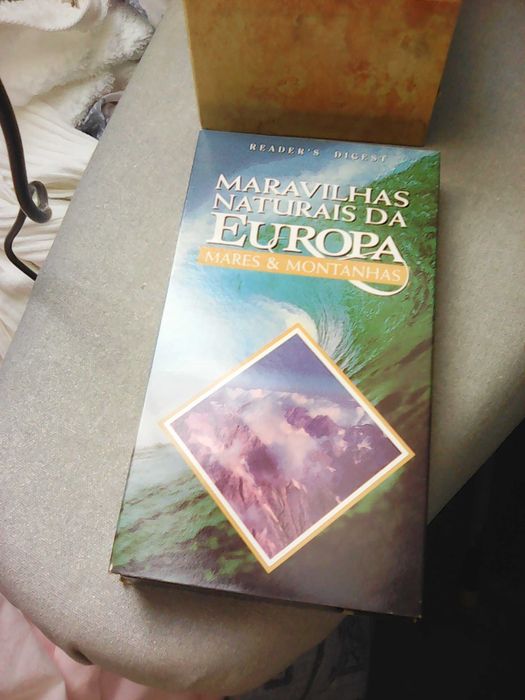 READER'S DIGEST
MARAVILHAS
NATURAIS DA
EUROPA
MARES & MONTANHAS